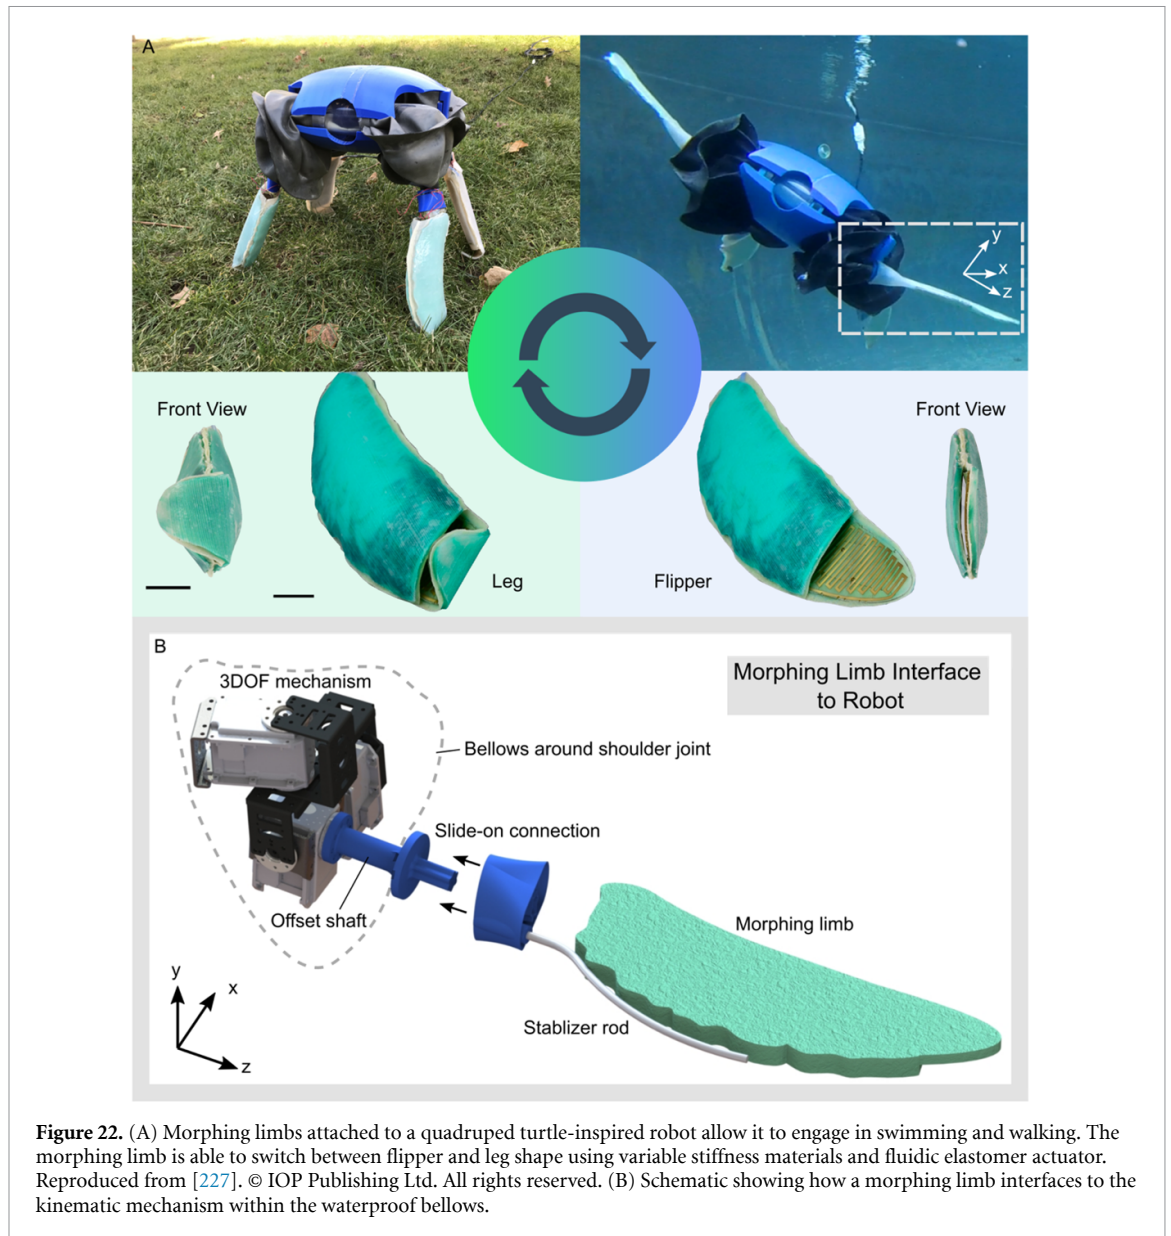 A
y
x
z
Front View
Front View
Leg
Flipper
B
3DOF mechanism
Morphing Limb Interface
to Robot
Bellows around shoulder joint
Slide-on connection
Offset shaft
Morphing limb
y
x
Stablizer rod
z
Figure 22. (A) Morphing limbs attached to a quadruped turtle-inspired robot allow it to engage in swimming and walking. The
morphing limb is able to switch between flipper and leg shape using variable stiffness materials and fluidic elastomer actuator.
Reproduced from [227]. © IOP Publishing Ltd. All rights reserved. (B) Schematic showing how a morphing limb interfaces to the
kinematic mechanism within the waterproof bellows.